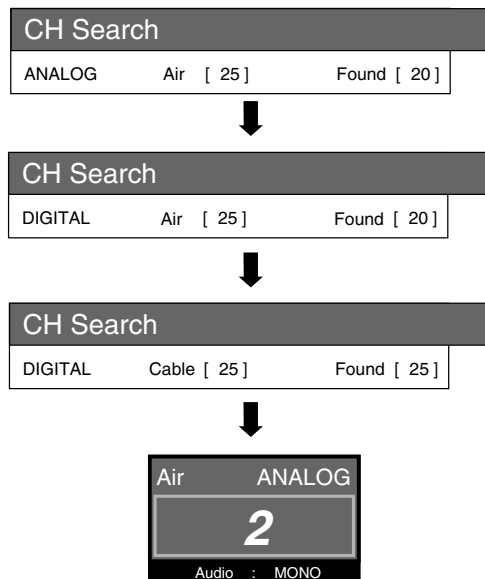 CH Search
ANALOG Air [ 25 ] Found [ 20 ]
CH Search
DIGITAL Air [ 25 ] Found [ 20 ]
CH Search
DIGITAL Cable [ 25 ] Found [ 25 ]
Air ANALOG
2
Audio : MONO